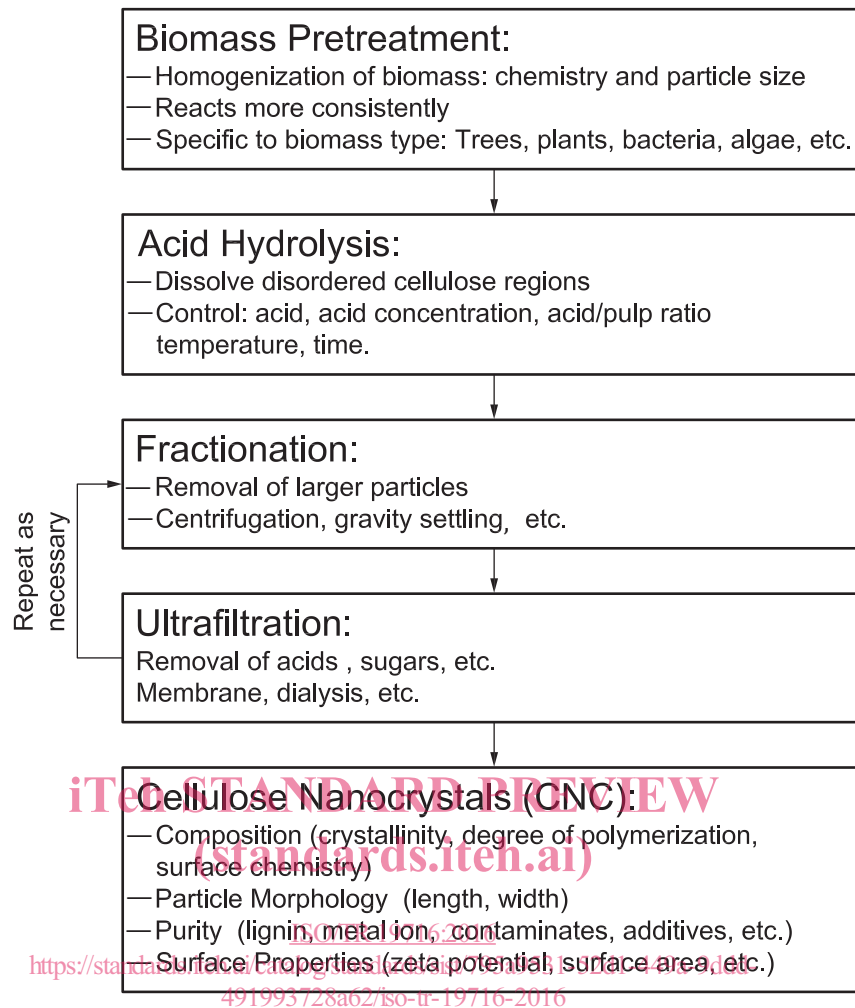 Biomass Pretreatment:
—Homogenization of biomass: chemistry and particle size
—Reacts more consistently
—Specific to biomass type: Trees, plants, bacteria, algae, etc.
Acid Hydrolysis:
—Dissolve disordered cellulose regions
—Control: acid, acid concentration, acid/pulp ratio
temperature, time.
Fractionation:
—Removal of larger particles
—Centrifugation, gravity settling, etc.
Repeat as
necessary
Ultrafiltration:
Removal of acids , sugars, etc.
Membrane, dialysis, etc.
iTeh STANDARD PREVIEW
Cellulose Nanocrystals (CNC):
—Composition (crystallinity, degree of polymerization,
(standards.iteh.ai)
surface chemistry)
—Particle Morphology (length, width)
—Purity (lignin, metal ion, contaminates, additives, etc.)
ISO/TR 19716:2016
—Surface Properties (zeta potential, surface area, etc.)
491993728a62/iso-tr-19716-2016